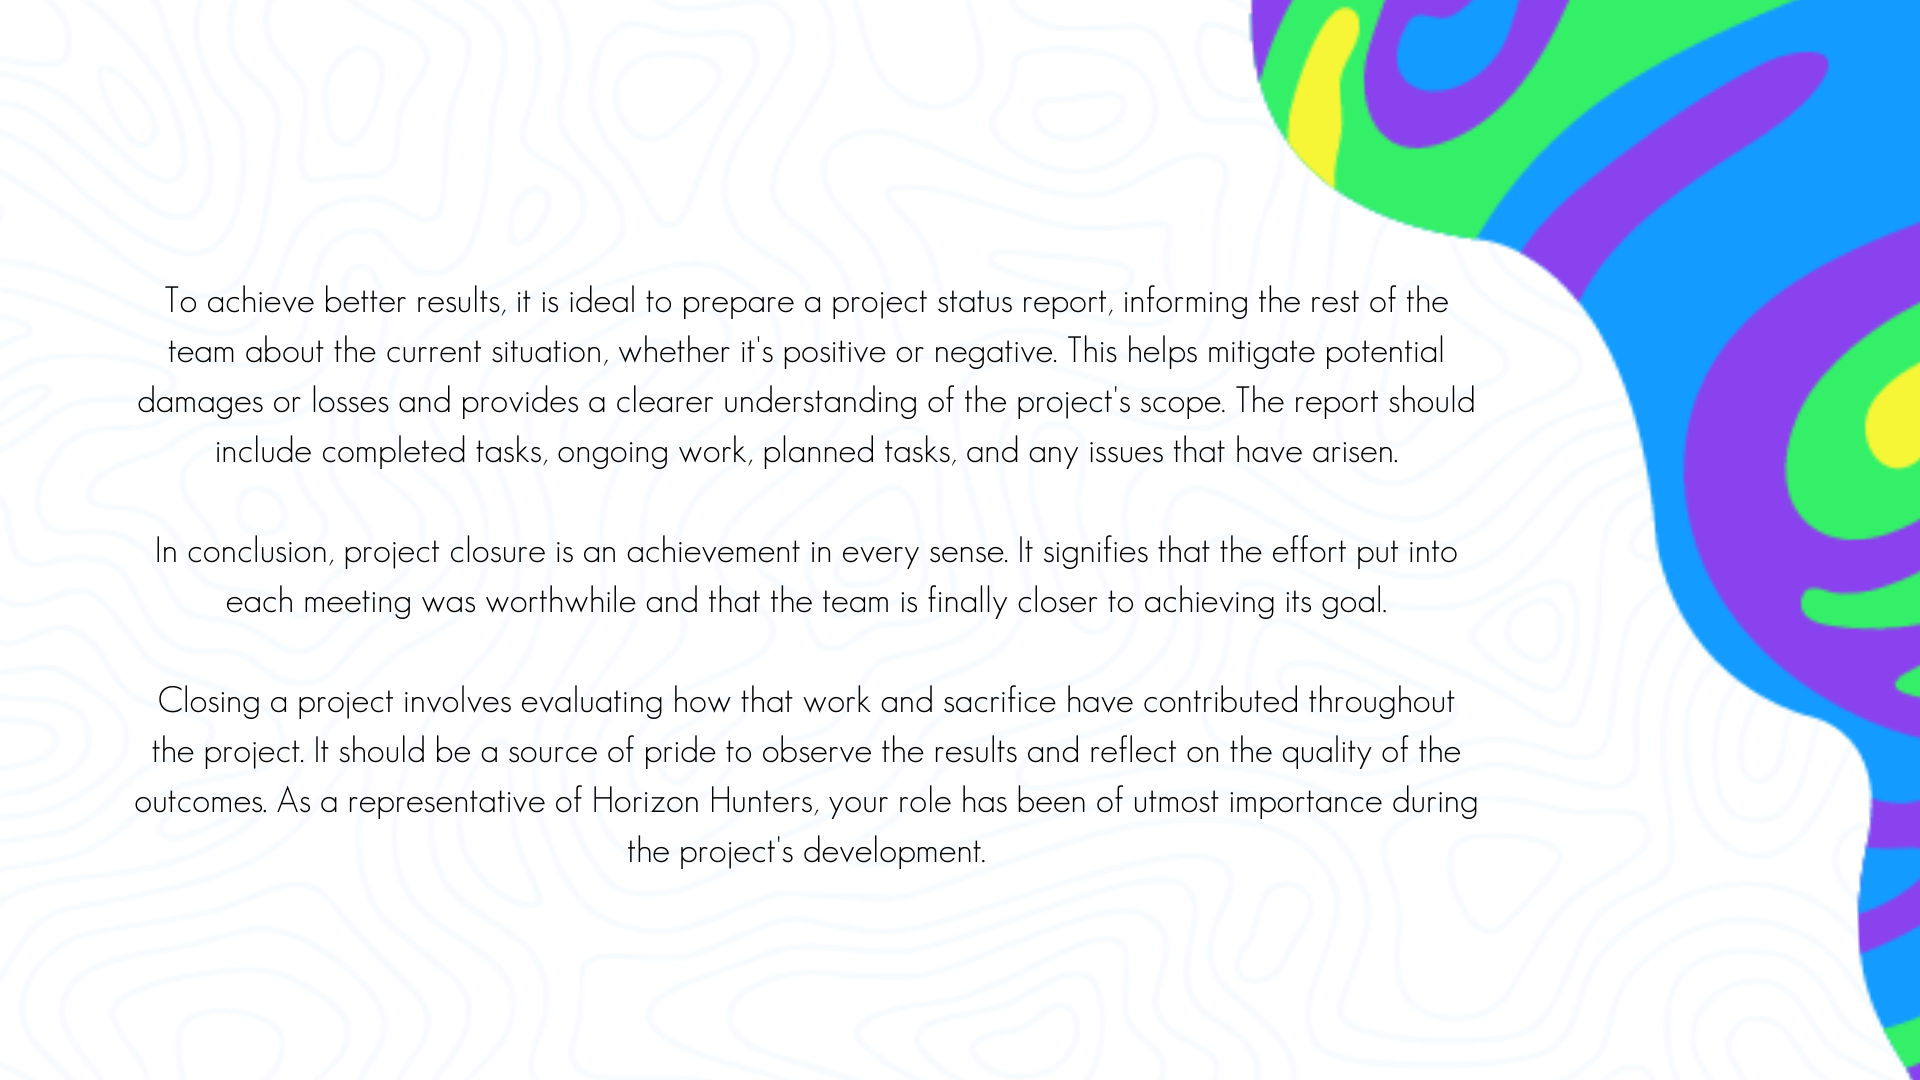 To achieve better results, it is ideal to prepare a project status report, informing the rest of the
team about the current situation, whether it's positive or negative. This helps mitigate potential
damages or losses and provides a clearer understanding of the project's scope. The report should
include completed tasks, ongoing work, planned tasks, and any issues that have arisen.
In conclusion, project closure is an achievement in every sense. It signifies that the effort put into
each meeting was worthwhile and that the team is finally closer to achieving its goal.
Closing a project involves evaluating how that work and sacrifice have contributed throughout
the project. It should be a source of pride to observe the results and reflect on the quality of the
outcomes. As a representative of Horizon Hunters, your role has been of utmost importance during
the project's development.